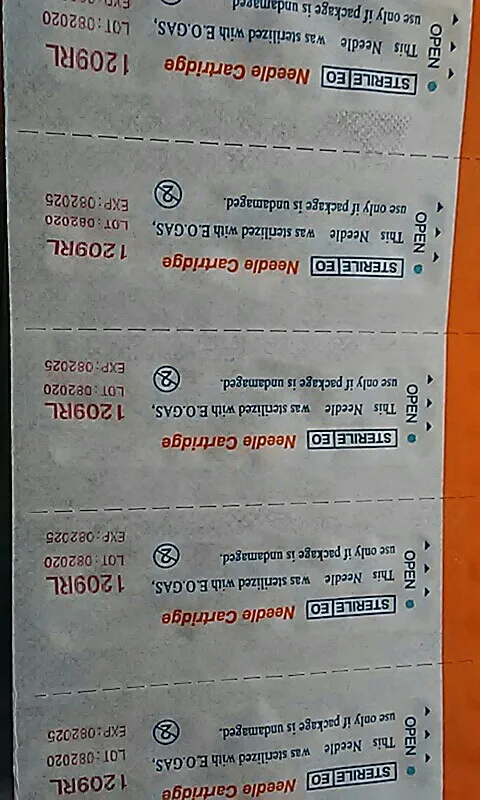 OPEN
STERILE EO Needle Cartridge 1209RL
This Needle was sterilized with E.O.GAS, LOT:082020
use only if package is undamaged. 2 EXP:082025
OPEN
STERILE EO Needle Cartridge 1209RL
This Needle was sterilized with E.O.GAS, LOT:082020
use only if package is undamaged. 2 EXP:082025
OPEN
STERILE EO Needle Cartridge 1209RL
This Needle was sterilized with E.O.GAS, LOT:082020
use only if package is undamaged. 2 EXP:082025
OPEN
STERILE EO Needle Cartridge 1209RL
This Needle was sterilized with E.O.GAS, LOT:082020
use only if package is undamaged. 2 EXP:082025
OPEN
STERILE EO Needle Cartridge 1209RL
This Needle was sterilized with E.O.GAS, LOT:082020
use only if package is undamaged.